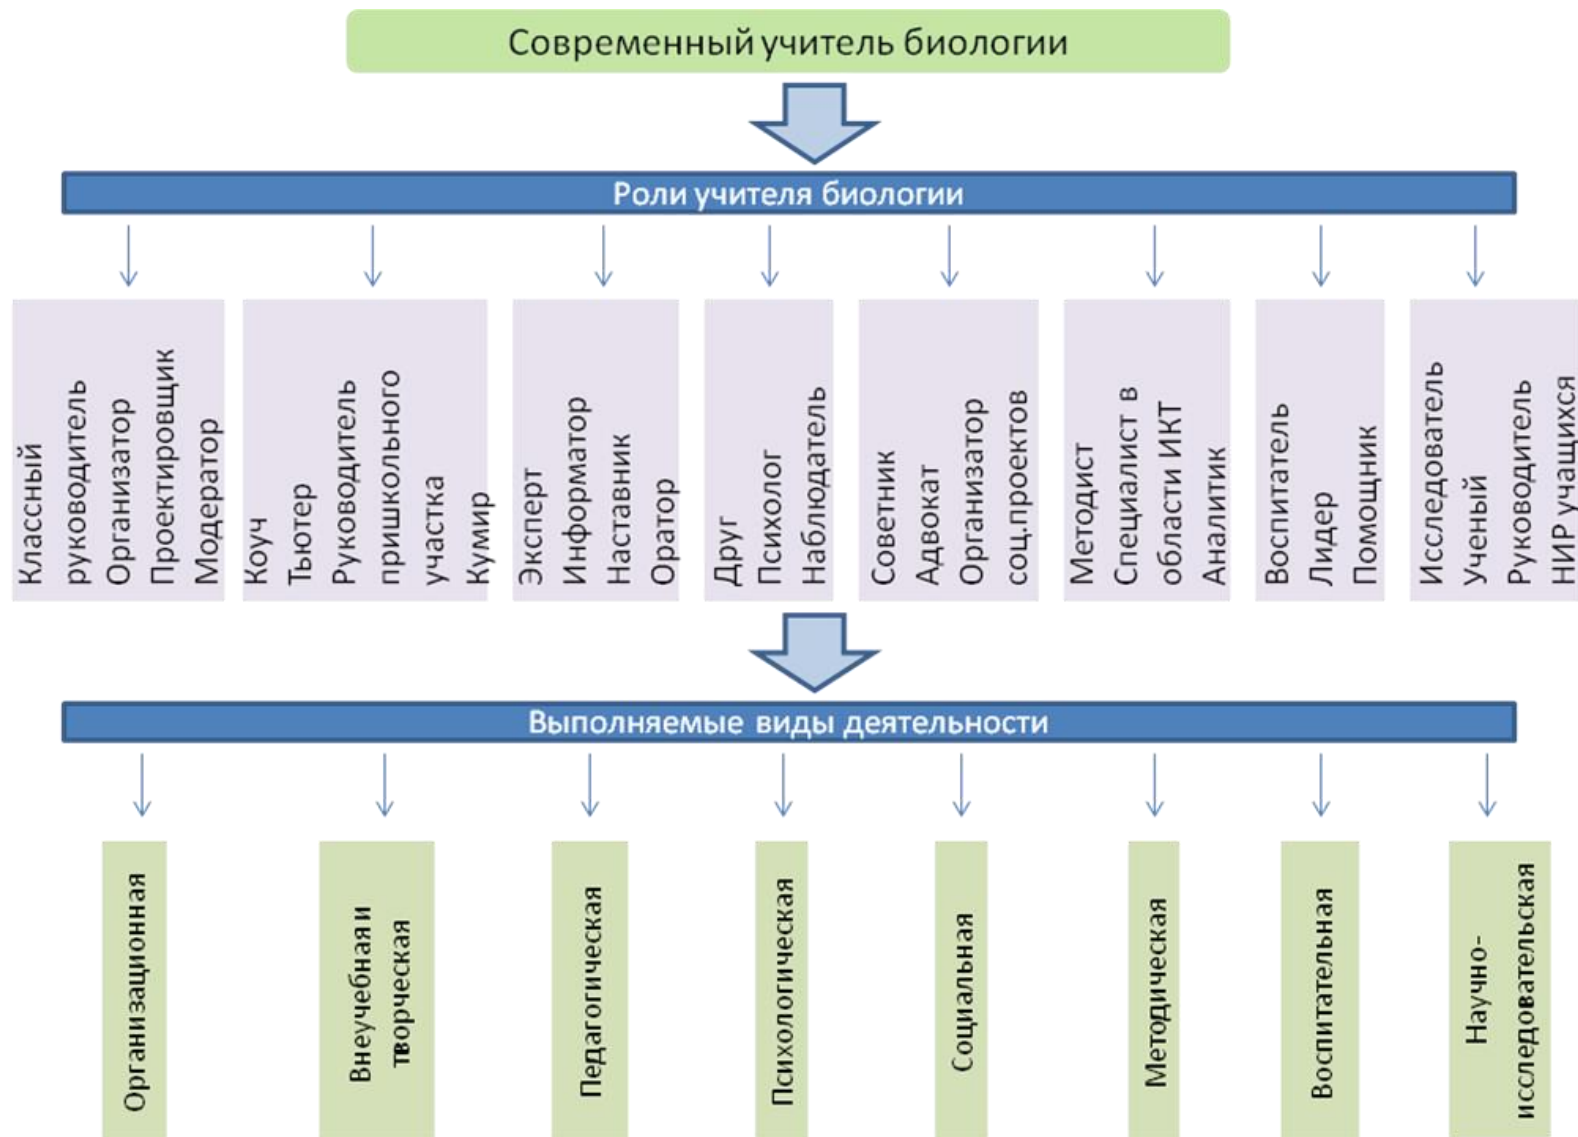 Современный учитель биологии
Роли учителя биологии
Классный
руководитель
Организатор
Проектировщик
Модератор
Коуч
Тьютер
Руководитель
пришкольного
участка
Кумир
Эксперт
Информатор
Наставник
Оратор
Друг
Психолог
Наблюдатель
Советник
Адвокат
Организатор
соц.проектов
Методист
Специалист в
области ИКТ
Аналитик
Воспитатель
Лидер
Помощник
Исследователь
Ученый
Руководитель
НИР учащихся
Выполняемые виды деятельности
Организационная
Внеучебная и
творческая
Педагогическая
Психологическая
Социальная
Методическая
Воспитательная
Научно-
исследовательская